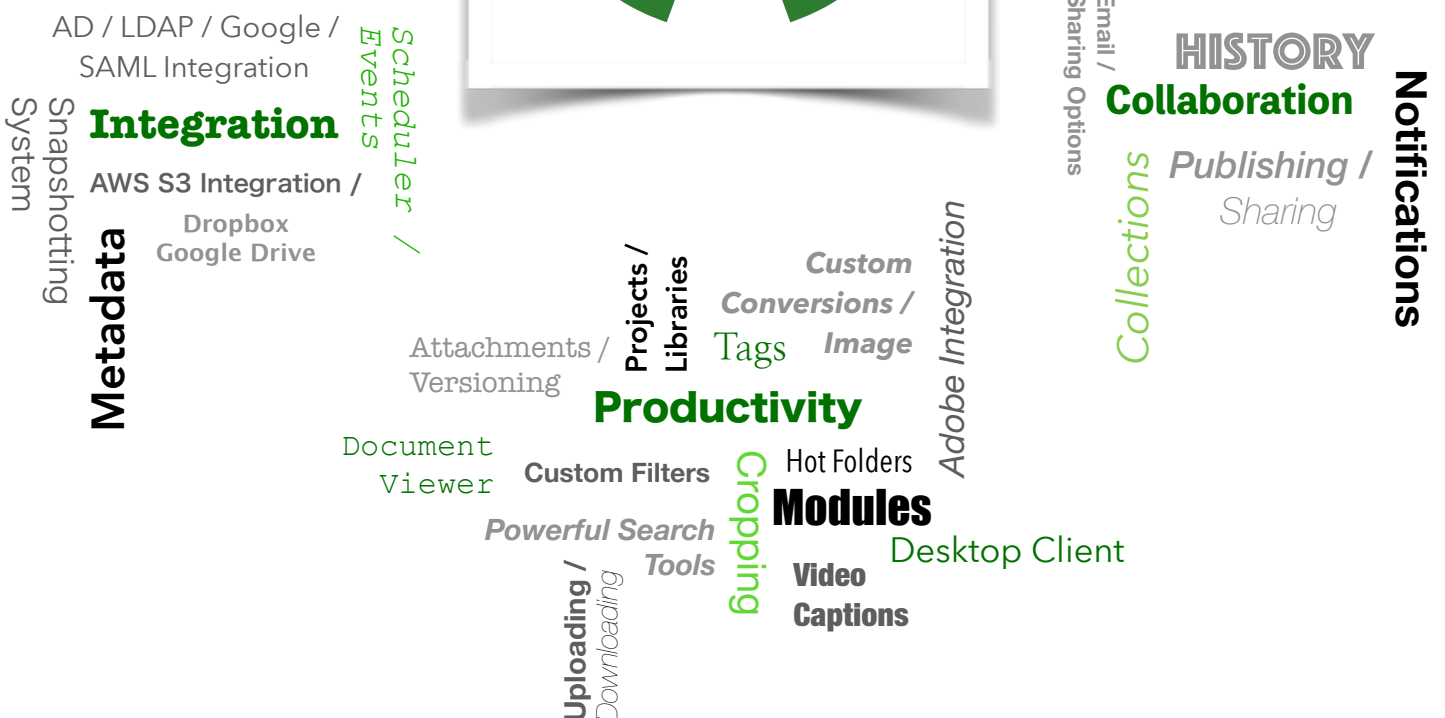 AD / LDAP / Google /
SAML Integration
Integration
AWS S3 Integration /
Dropbox
Google Drive
Scheduler /
Events
Snapshotting
System
Metadata
Attachments /
Versioning
Projects /
Libraries
Tags
Custom
Conversions /
Image
Adobe Integration
Productivity
Document
Viewer
Custom Filters
Powerful Search
Tools
Cropping
Hot Folders
Modules
Desktop Client
Video
Captions
Uploading /
Downloading
Email /
Sharing Options
HISTORY
Collaboration
Publishing /
Sharing
Collections
Notifications